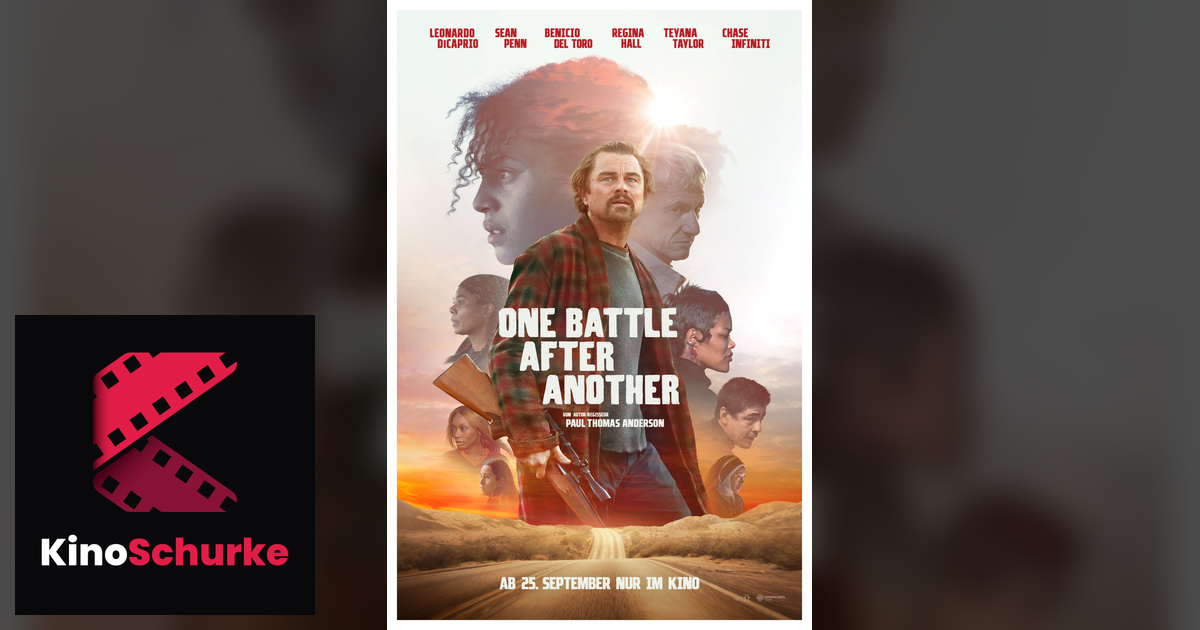 LEONARDO
DiCAPRIO
SEAN
PENN
BENICIO
DEL TORO
REGINA
HALL
TEYANA
TAYLOR
CHASE
INFINITI
ONE BATTLE
AFTER
ANOTHER
VON AUTOR/REGISSEUR
PAUL THOMAS ANDERSON
AB 25. SEPTEMBER NUR IM KINO
KinoSchurke